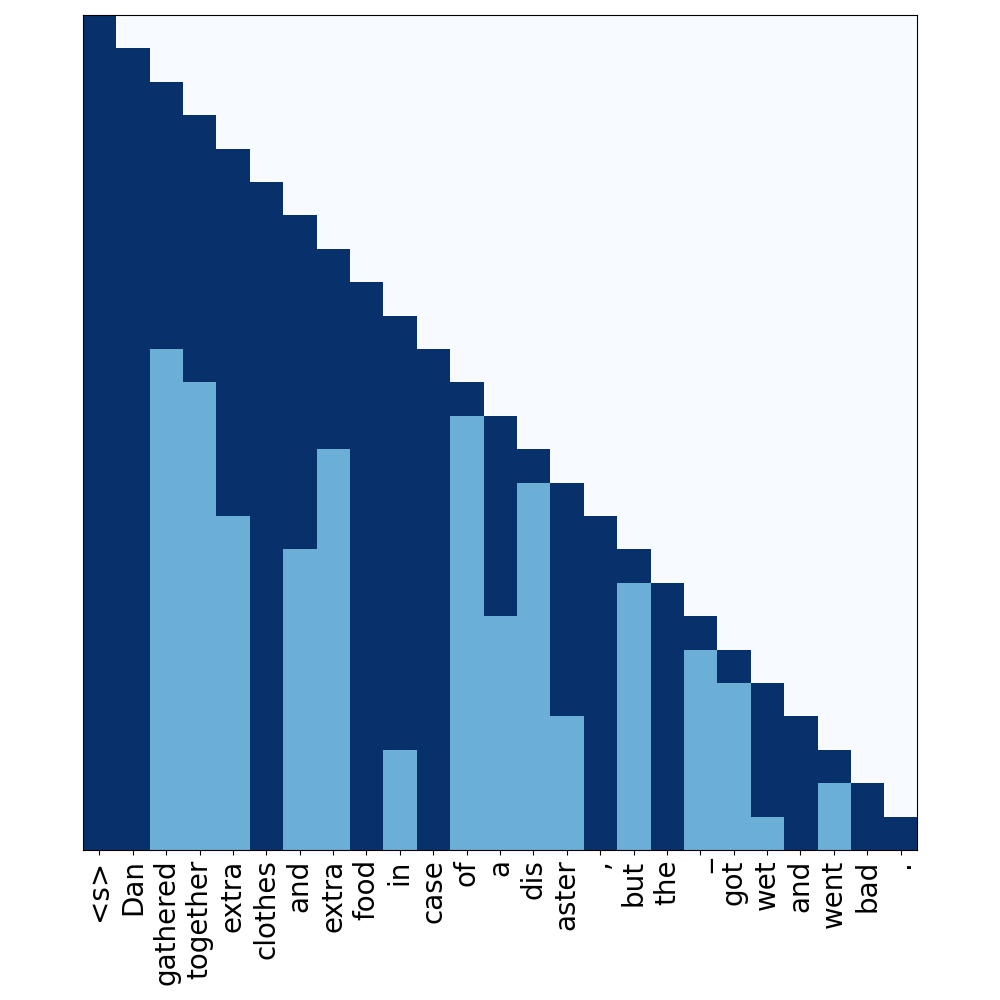 <s> Dan gathered together extra clothes and extra food in case of a dis aster , but the _ got wet and went bad .